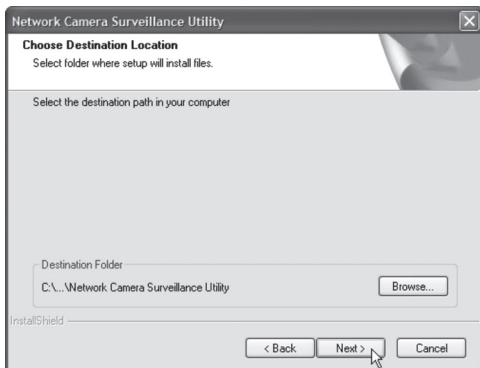 Network Camera Surveillance Utility
Choose Destination Location
Select folder where setup will install files.
Select the destination path in your computer
Destination Folder
C:\...\Network Camera Surveillance Utility
Browse...
InstallShield
< Back
Next >
Cancel